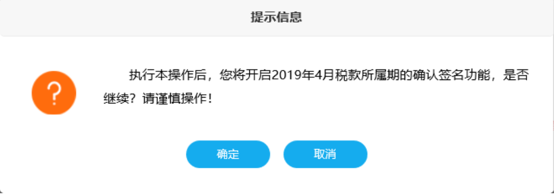 提示信息
执行本操作后，您将开启2019年4月税款所属期的确认签名功能，是否
继续？请谨慎操作！
确定
取消